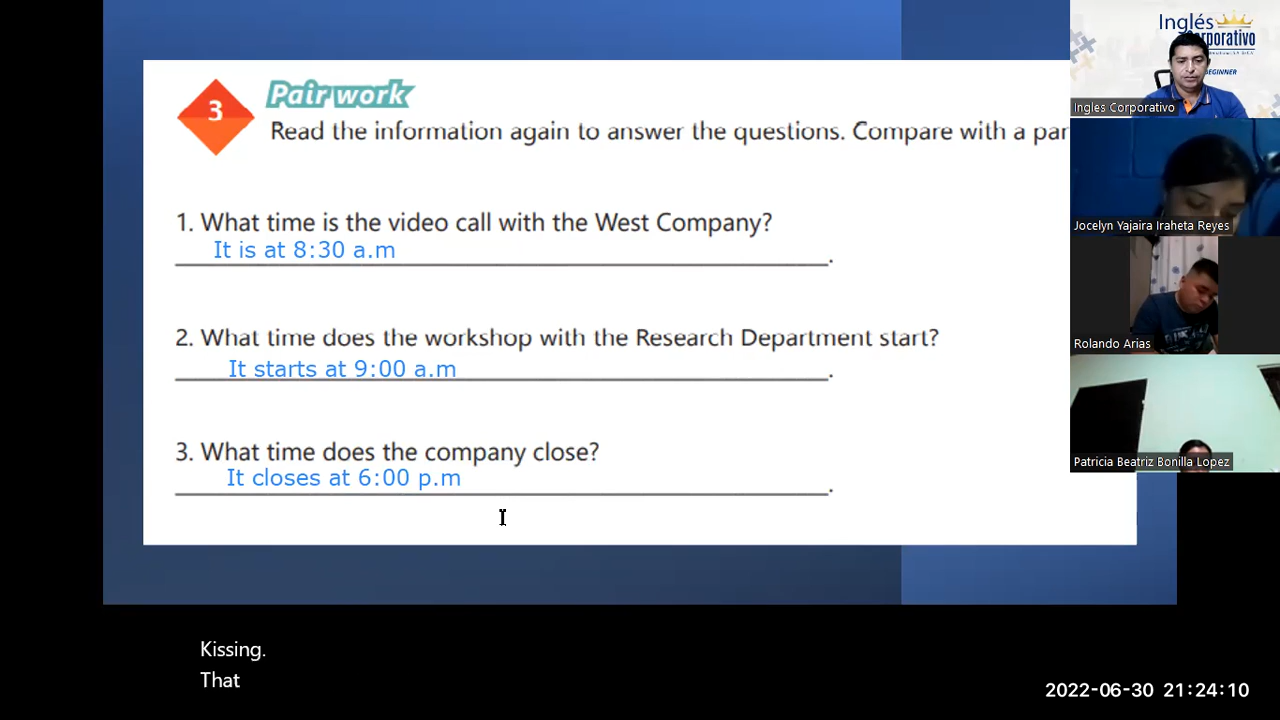 3
Pair work
Read the information again to answer the questions. Compare with a par
1. What time is the video call with the West Company?
It is at 8:30 a.m
.
2. What time does the workshop with the Research Department start?
It starts at 9:00 a.m
.
3. What time does the company close?
It closes at 6:00 p.m
.
Inglés
Corporativo
BEGINNER
Ingles Corporativo
Jocelyn Yajaira Iraheta Reyes
Rolando Arias
Patricia Beatriz Bonilla Lopez
Kissing.
That
2022-06-30 21:24:10